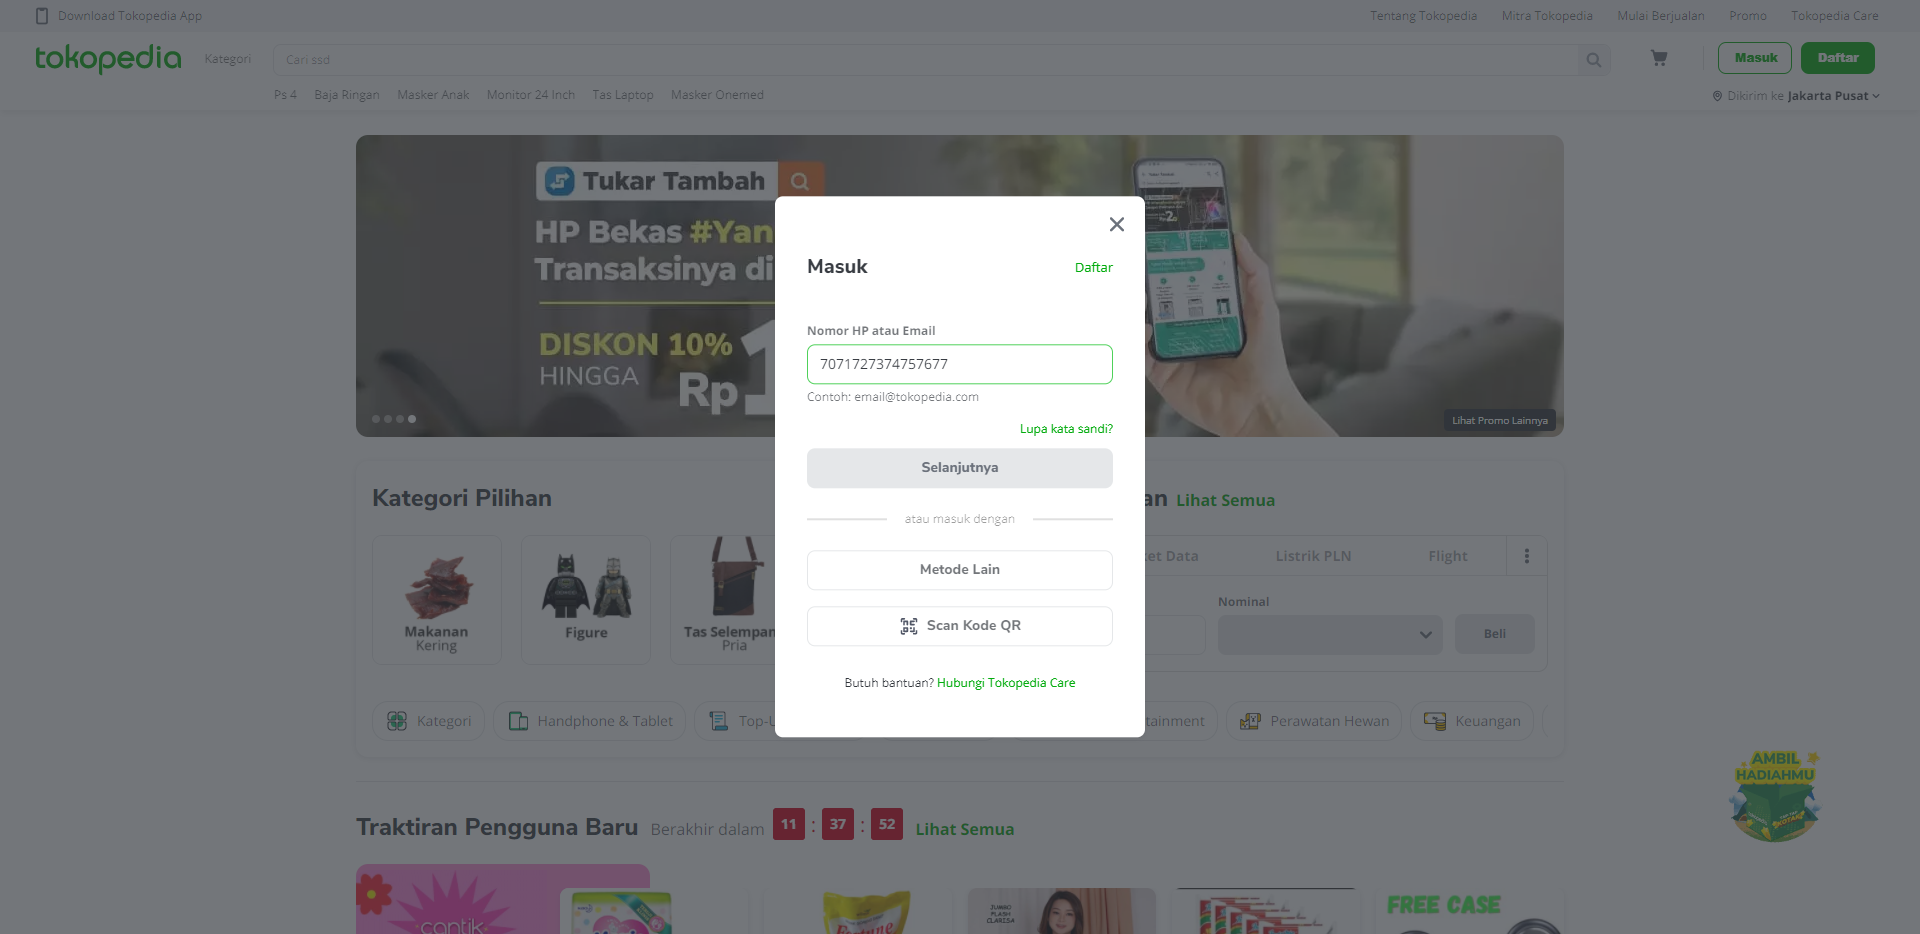 Download Tokopedia App
Tentang Tokopedia Mitra Tokopedia Mulai Berjualan Promo Tokopedia Care
tokopedia Kategori Cari ssd Masuk Daftar
Ps 4 Baja Ringan Masker Anak Monitor 24 Inch Tas Laptop Masker Onemed
Dikirim ke Jakarta Pusat
Tukar Tambah
HP Bekas #Yan
Transaksinya di
DISKON 10%
HINGGA
Rp
Lihat Promo Lainnya
Masuk Daftar
Nomor HP atau Email
7071727374757677
Contoh: email@tokopedia.com
Lupa kata sandi?
Selanjutnya
atau masuk dengan
Metode Lain
Scan Kode QR
Butuh bantuan? Hubungi Tokopedia Care
Kategori Pilihan
an Lihat Semua
Makanan
Kering
Figure
Tas Selempan
Pria
et Data Listrik PLN Flight
Nominal
Beli
Kategori Handphone & Tablet Top-U tainment Perawatan Hewan Keuangan
AMBIL
HADIAHMU
Traktiran Pengguna Baru Berakhir dalam 11 : 37 : 52 Lihat Semua
cantik
Fortune
JUMBO
FLASH
CLARISA
FREE CASE